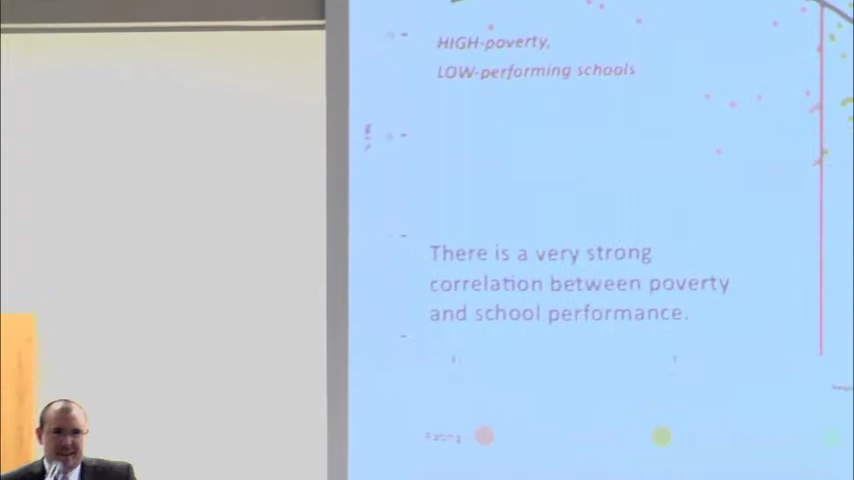 HIGH-poverty,
LOW-performing schools
There is a very strong
correlation between poverty
and school performance.